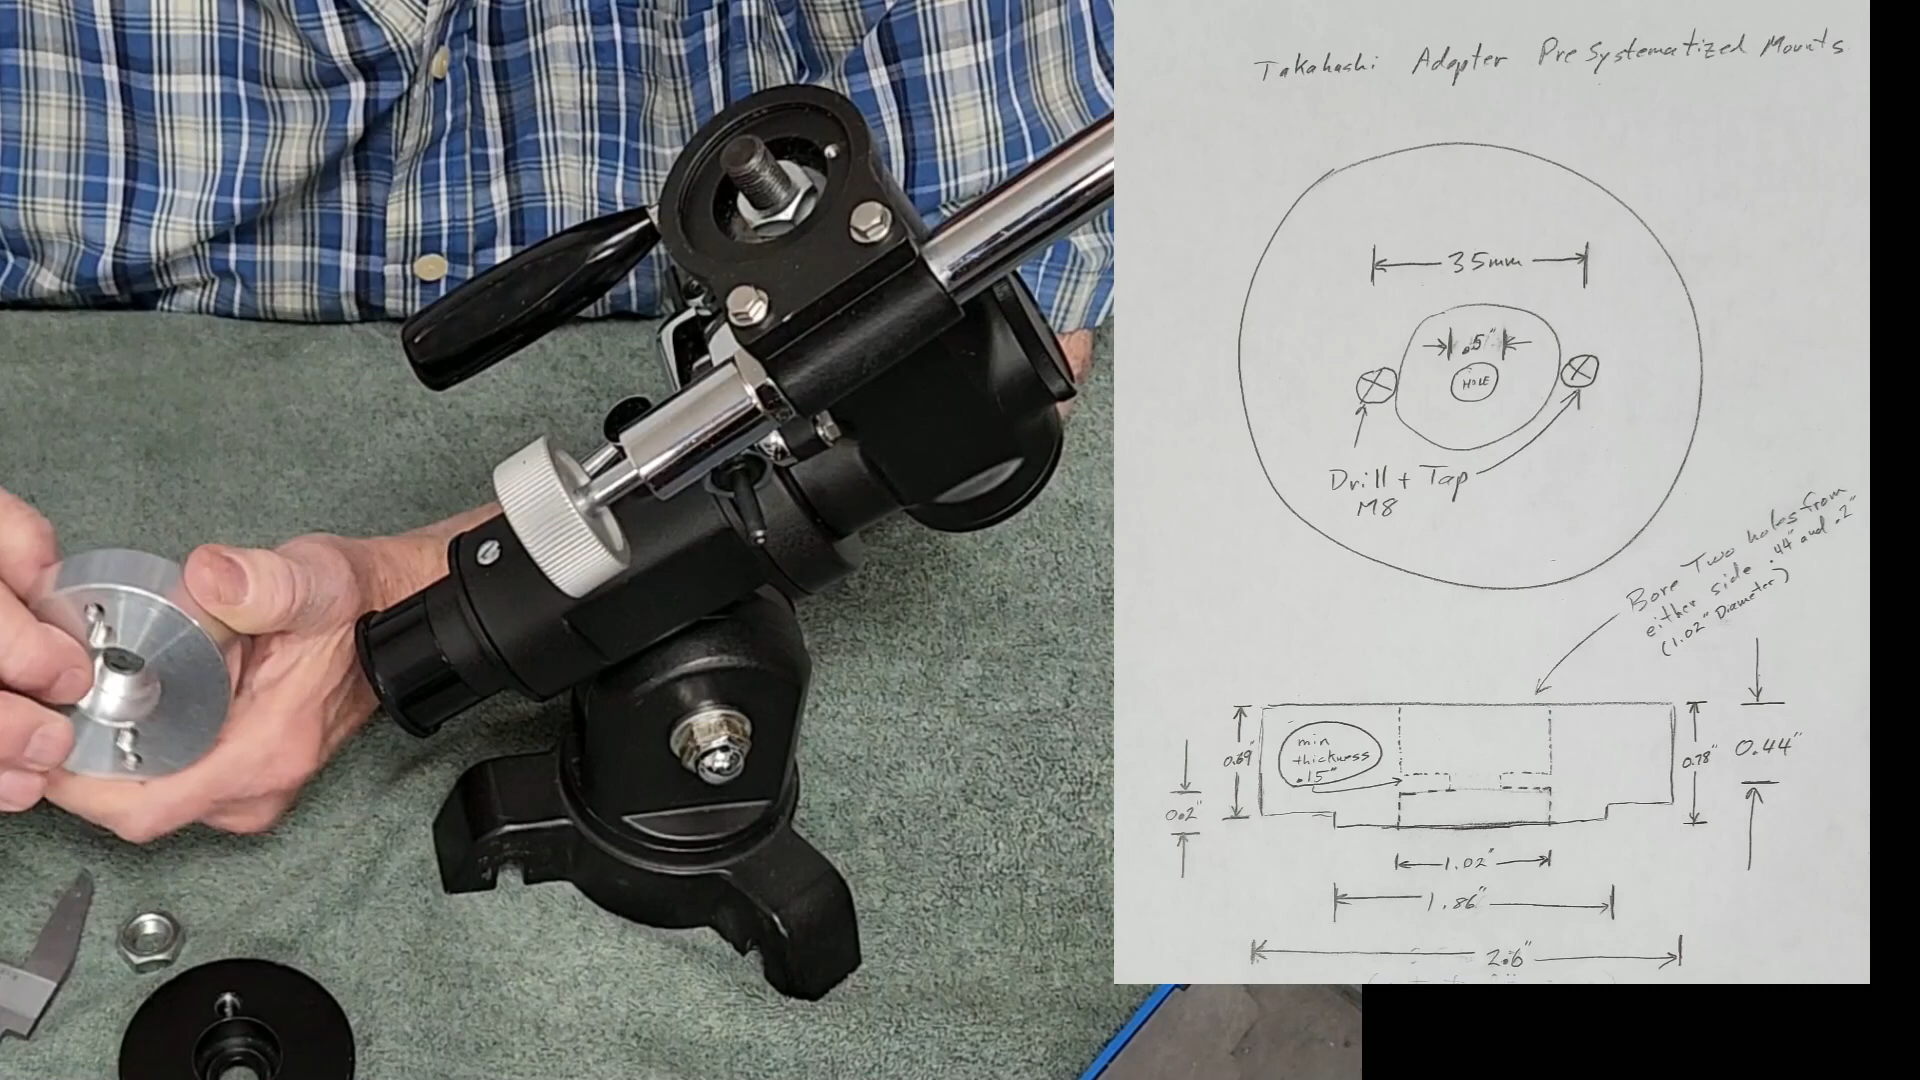 Takahashi Adapter Pre Systematized Mounts
35mm
.5"
HOLE
Drill + Tap
M8
Bore Two holes from
either side .44" and .2"
(1.02" Diameter)
min
thickness
.15"
0.69"
0.78"
0.44"
0.2"
1.02"
1.86"
2.6"